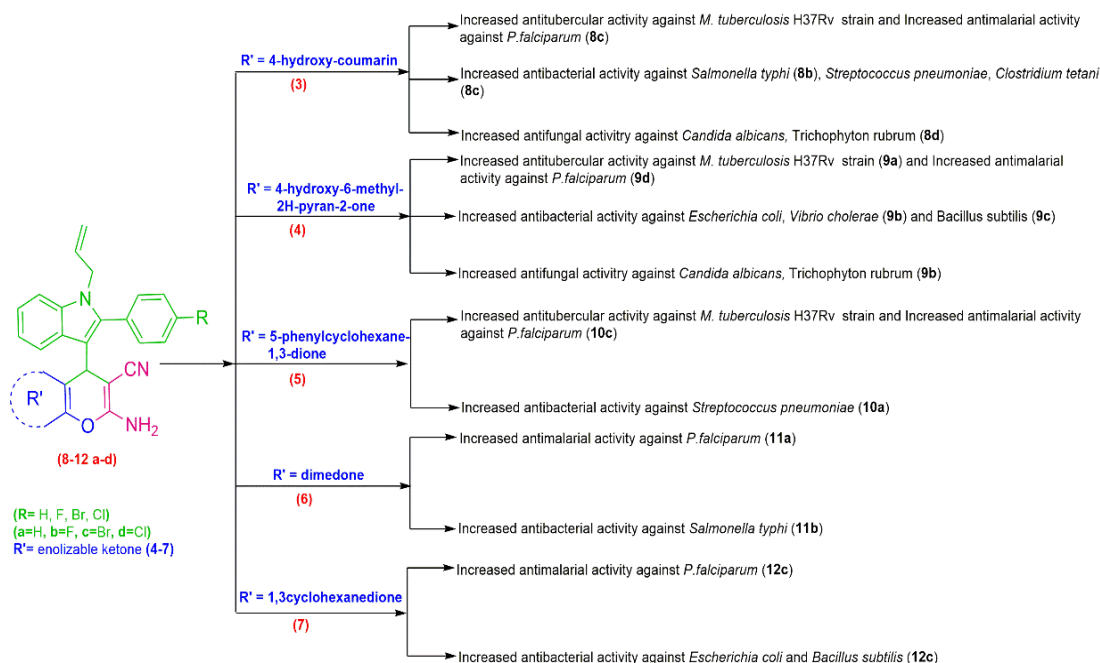 Increased antitubercular activity against M. tuberculosis H37Rv strain and Increased antimalarial activity
against P.falciparum (8c)
R' = 4-hydroxy-coumarin
(3)
Increased antibacterial activity against Salmonella typhi (8b), Streptococcus pneumoniae, Clostridium tetani
(8c)
Increased antifungal activitry against Candida albicans, Trichophyton rubrum (8d)
Increased antitubercular activity against M. tuberculosis H37Rv strain (9a) and Increased antimalarial
activity against P.falciparum (9d)
R' = 4-hydroxy-6-methyl-
2H-pyran-2-one
(4)
Increased antibacterial activity against Escherichia coli, Vibrio cholerae (9b) and Bacillus subtilis (9c)
Increased antifungal activitry against Candida albicans, Trichophyton rubrum (9b)
Increased antitubercular activity against M. tuberculosis H37Rv strain and Increased antimalarial activity
against P.falciparum (10c)
R' = 5-phenylcyclohexane-
1,3-dione
(5)
Increased antibacterial activity against Streptococcus pneumoniae (10a)
N
R
CN
R'
O
NH2
(8-12 a-d)
(R= H, F, Br, Cl)
(a=H, b=F, c=Br, d=Cl)
R'= enolizable ketone (4-7)
Increased antimalarial activity against P.falciparum (11a)
R' = dimedone
(6)
Increased antibacterial activity against Salmonella typhi (11b)
Increased antimalarial activity against P.falciparum (12c)
R' = 1,3cyclohexanedione
(7)
Increased antibacterial activity against Escherichia coli and Bacillus subtilis (12c)